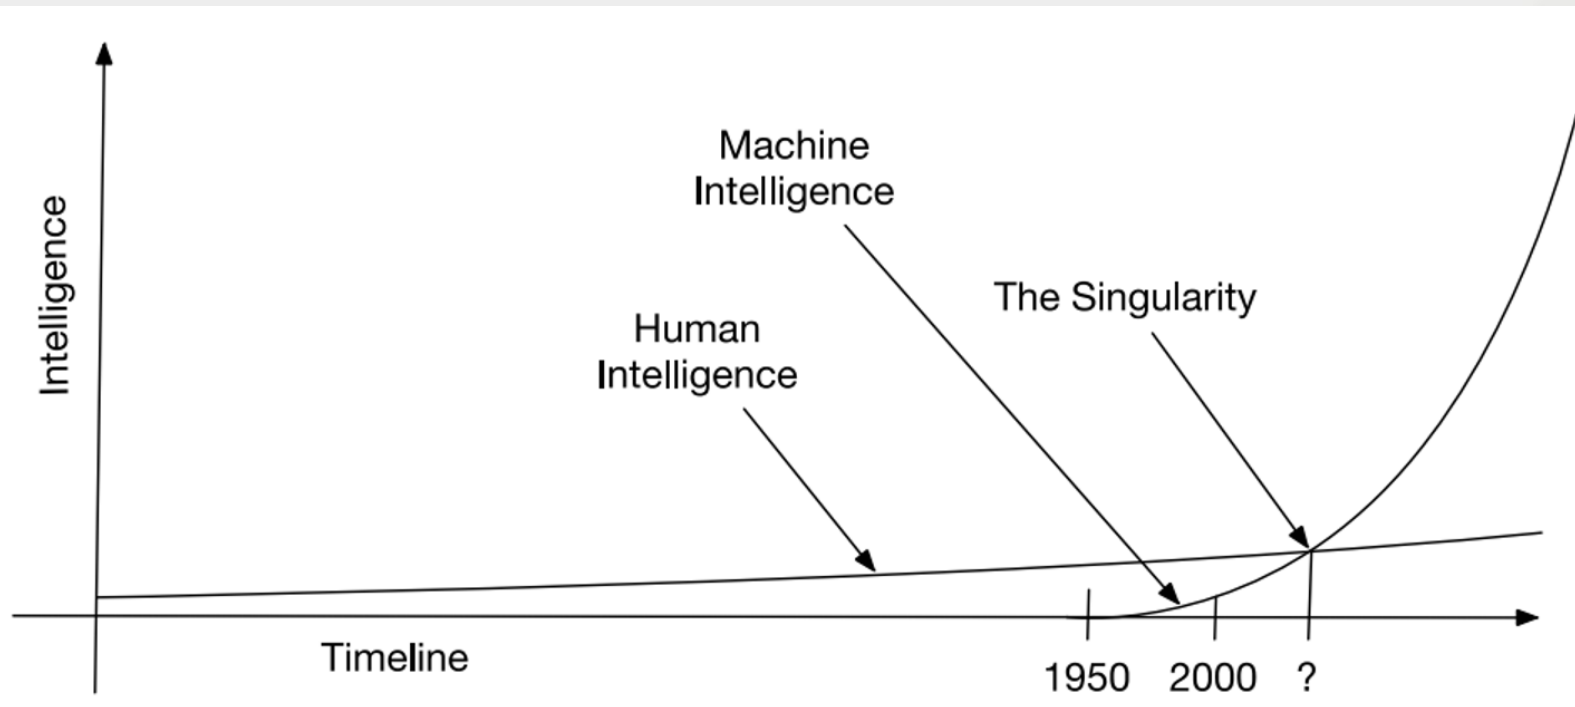 Machine
Intelligence
The Singularity
Human
Intelligence
Intelligence
Timeline
1950
2000
?